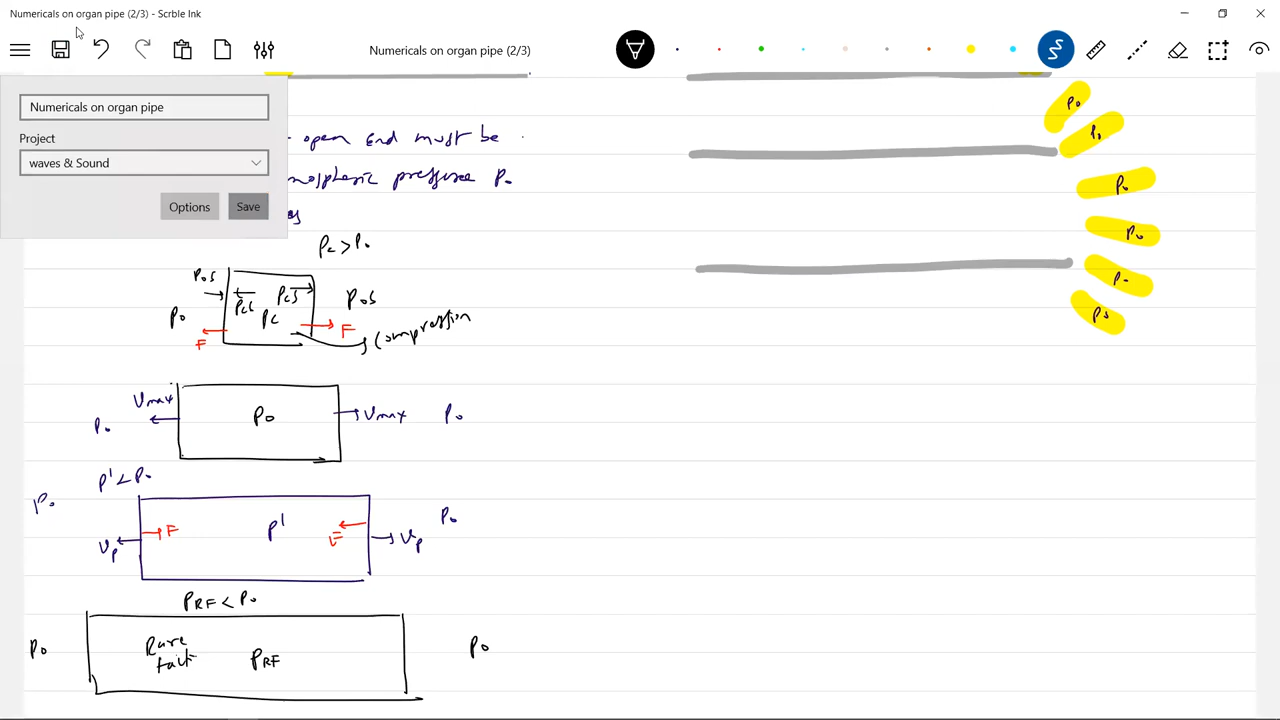 Numericals on organ pipe (2/3) - Scrble Ink
Numericals on organ pipe (2/3)
Numericals on organ pipe
Project
waves & Sound
Options
Save
open end must be
pressure P₀
Pc > P₀
P₀S
PcS
PcS
P₀S
P₀
Pc
F
F
Compression
Vmax
Vmax
P₀
P₀
P₀
P' < P₀
P₀
F
P'
F
P₀
Vp
Vp
PRF < P₀
P₀
Rare
fact
PRF
P₀
P₀
P₀
P₀
P₀
P₀
P₀